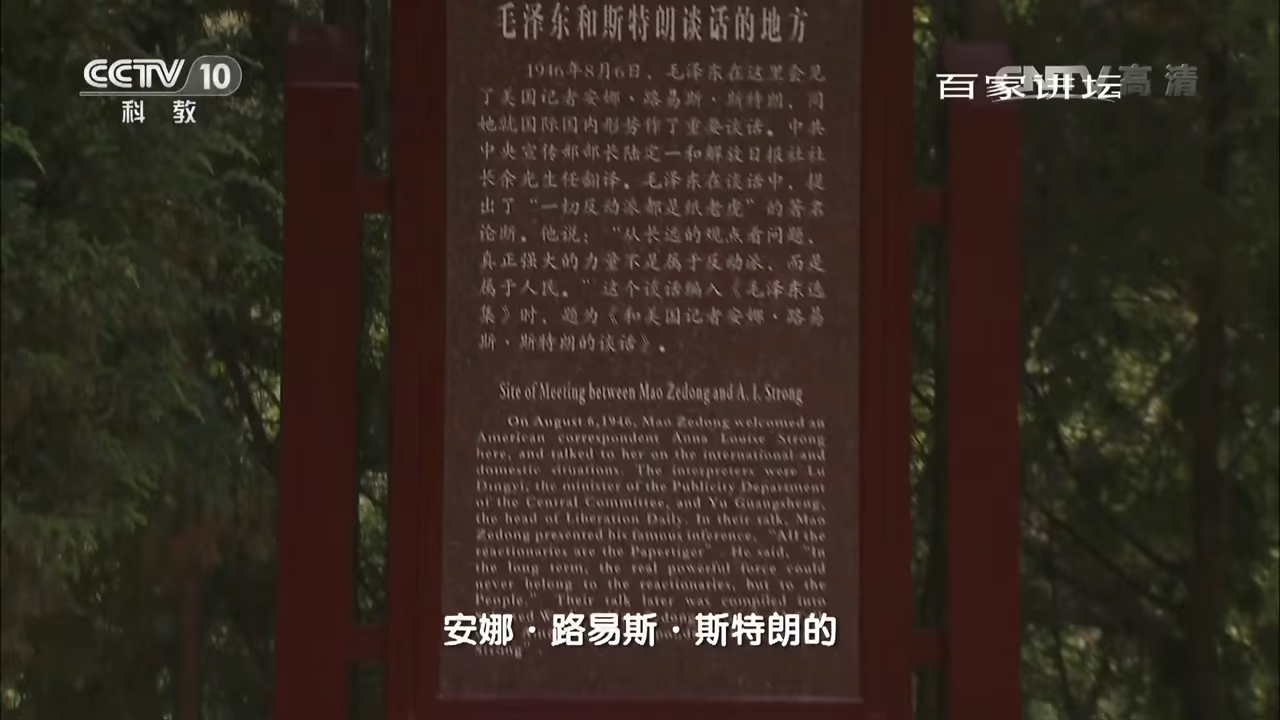 CCTV 10
科教
百家讲坛
高清
毛泽东和斯特朗谈话的地方
1946年8月6日，毛泽东在这里会见
了美国记者安娜·路易斯·斯特朗，同
她就国际国内形势作了重要谈话。中共
中央宣传部部长陆定一和解放日报社社
长余光生任翻译。毛泽东在谈话中，提
出了“一切反动派都是纸老虎”的著名
论断。他说：“从长远的观点看问题，
真正强大的力量不是属于反动派，而是
属于人民。”这个谈话编入《毛泽东选
集》时，题为《和美国记者安娜·路易
斯·斯特朗的谈话》。
Site of Meeting between Mao Zedong and A. I. Strong
On August 6,1946, Mao Zedong welcomed an
American correspondent Anna Louise Strong
here, and talked to her on the international and
domestic situations. The interpreters were Lu
Dingyi, the minister of the Publicity Department
of the Central Committee, and Yu Guangsheng,
the head of Liberation Daily. In their talk, Mao
Zedong presented his famous inference, "All the
reactionaries are the Papertiger". He said, "In
the long term, the real powerful force could
never belong to the reactionaries, but to the
People." Their talk later was compiled into
安娜·路易斯·斯特朗的
Strong"